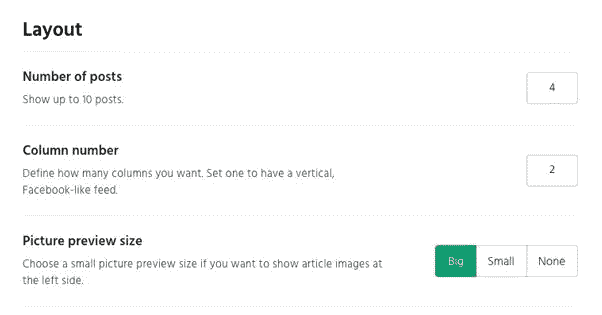 Layout
Number of posts
Show up to 10 posts.
4
Column number
Define how many columns you want. Set one to have a vertical,
Facebook-like feed.
2
Picture preview size
Choose a small picture preview size if you want to show article images at
the left side.
Big Small None